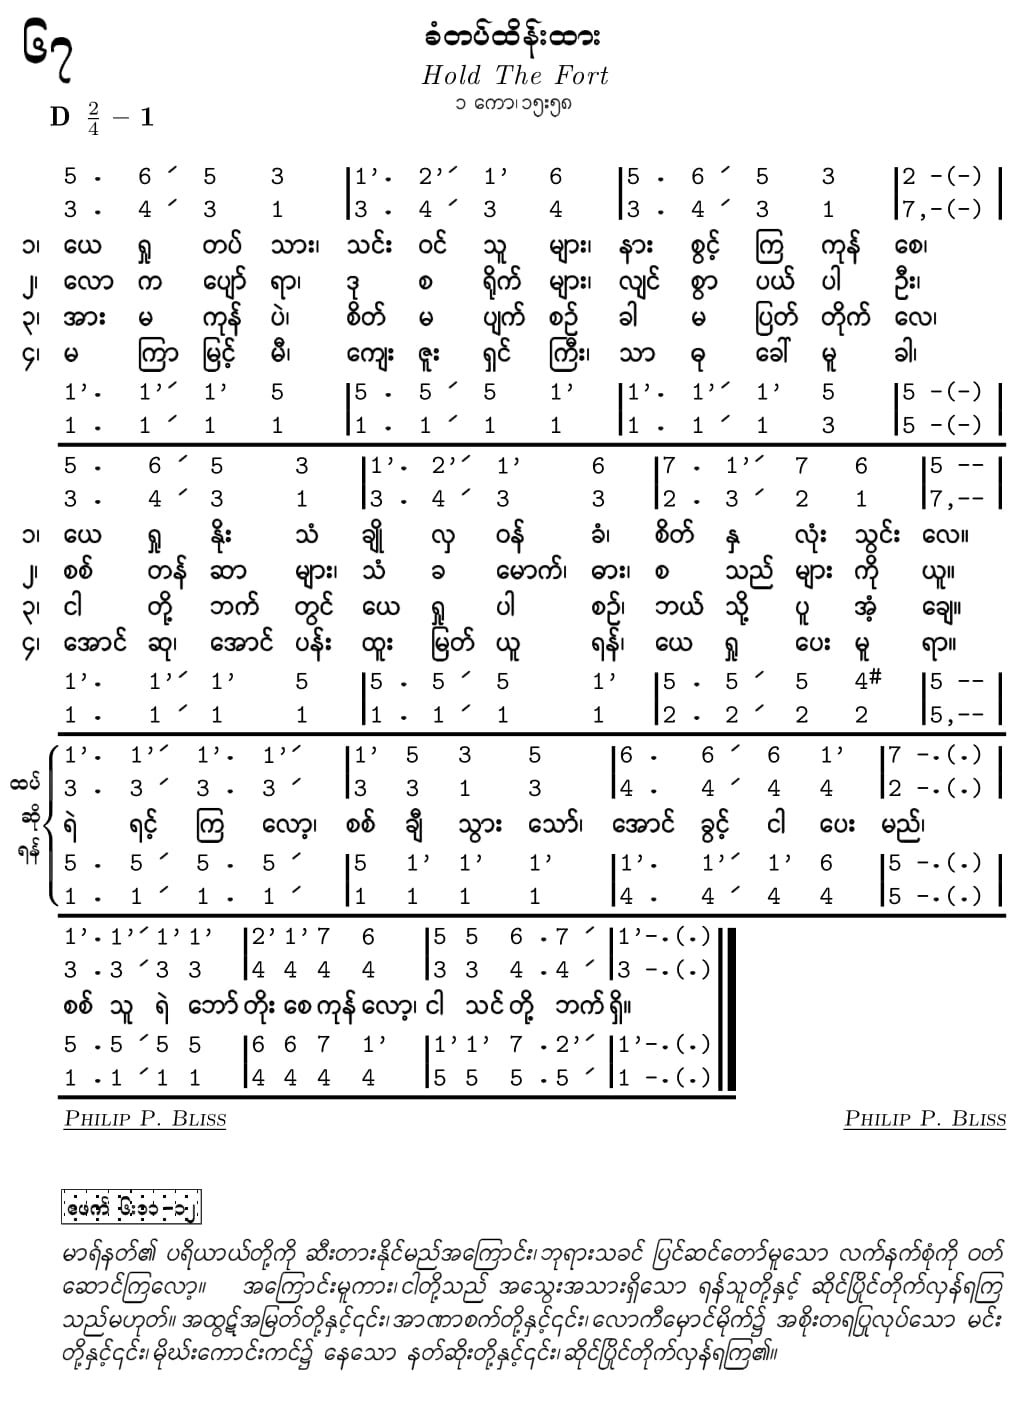 ၆၇
ခံတပ်ထိန်းထား
Hold The Fort
၁ ကော၊ ၁၅း၅၈
D 2/4 – 1
5 . 6 ˊ 5 3 |1’. 2’ˊ 1’ 6 |5 . 6 ˊ 5 3 |2 -(-) |
3 . 4 ˊ 3 1 |3 . 4 ˊ 3 4 |3 . 4 ˊ 3 1 |7,-(-) |
၁၊ ယေ ရှု တပ် သား၊ သင်း ဝင် သူ များ၊ နား စွင့် ကြ ကုန် စေ၊
၂၊ လော က ပျော် ရာ၊ ဒု စ ရိုက် များ၊ လျင် စွာ ပယ် ပါ ဦး၊
၃၊ အား မ ကုန် ပဲ၊ စိတ် မ ပျက် စဉ် ခါ မ ပြတ် တိုက် လေ၊
၄၊ မ ကြာ မြင့် မီ၊ ကျေး ဇူး ရှင် ကြီး၊ သာ ဓု ခေါ် မူ ခါ၊
1’. 1’ˊ 1’ 5 |5 . 5 ˊ 5 1’ |1’. 1’ˊ 1’ 5 |5 -(-) |
1 . 1 ˊ 1 1 |1 . 1 ˊ 1 1 |1 . 1 ˊ 1 3 |5 -(-) |
5 . 6 ˊ 5 3 |1’. 2’ˊ 1’ 6 |7 . 1’ˊ 7 6 |5 -- |
3 . 4 ˊ 3 1 |3 . 4 ˊ 3 3 |2 . 3 ˊ 2 1 |7,-- |
၁၊ ယေ ရှု နိုး သံ ချို လှ ဝန် ခံ၊ စိတ် နှ လုံး သွင်း လေ။
၂၊ စစ် တန် ဆာ များ၊ သံ ခ မောက်၊ ဓား၊ စ သည် များ ကို ယူ။
၃၊ ငါ တို့ ဘက် တွင် ယေ ရှု ပါ စဉ်၊ ဘယ် သို့ ပူ အံ့ ချေ။
၄၊ အောင် ဆု၊ အောင် ပန်း ထူး မြတ် ယူ ရန်၊ ယေ ရှု ပေး မူ ရာ။
1’. 1’ˊ 1’ 5 |5 . 5 ˊ 5 1’ |5 . 5 ˊ 5 4# |5 -- |
1 . 1 ˊ 1 1 |1 . 1 ˊ 1 1 |2 . 2 ˊ 2 2 |5,-- |
1’. 1’ˊ 1’. 1’ˊ |1’ 5 3 5 |6 . 6 ˊ 6 1’ |7 -.(.) |
3 . 3 ˊ 3 . 3 ˊ |3 3 1 3 |4 . 4 ˊ 4 4 |2 -.(.) |
ထပ် ဆို ရန်
ရဲ ရင့် ကြ လော့၊ စစ် ချီ သွား သော်၊ အောင် ခွင့် ငါ ပေး မည်၊
5 . 5 ˊ 5 . 5 ˊ |5 1’ 1’ 1’ |1’. 1’ˊ 1’ 6 |5 -.(.) |
1 . 1 ˊ 1 . 1 ˊ |1 1 1 1 |4 . 4 ˊ 4 4 |5 -.(.) |
1’. 1’ˊ 1’ 1’ |2’ 1’ 7 6 |5 5 6 . 7 ˊ |1’-.(.) ||
3 . 3 ˊ 3 3 |4 4 4 4 |3 3 4 . 4 ˊ |3 -.(.) ||
စစ် သူ ရဲ ဘော် တိုး စေ ကုန် လော့၊ ငါ သင် တို့ ဘက် ရှိ။
5 . 5 ˊ 5 5 |6 6 7 1’ |1’ 1’ 7 . 2’ˊ |1’-.(.) ||
1 . 1 ˊ 1 1 |4 4 4 4 |5 5 5 . 5 ˊ |1 -.(.) ||
PHILIP P. BLISS PHILIP P. BLISS
ဧဖက် ၆း၁၁–၁၂
မာရ်နတ်၏ ပရိယာယ်တို့ကို ဆီးတားနိုင်မည်အကြောင်း၊ ဘုရားသခင် ပြင်ဆင်တော်မူသော လက်နက်စုံကို ဝတ်
ဆောင်ကြလော့။ အကြောင်းမူကား၊ ငါတို့သည် အသွေးအသားရှိသော ရန်သူတို့နှင့် ဆိုင်ပြိုင်တိုက်လှန်ရကြ
သည်မဟုတ်။ အထွဋ်အမြတ်တို့နှင့်၎င်း၊ အာဏာစက်တို့နှင့်၎င်း၊ လောကီမှောင်မိုက်၌ အစိုးတရပြုလုပ်သော မင်း
တို့နှင့်၎င်း၊ မိုဃ်းကောင်းကင်၌ နေသော နတ်ဆိုးတို့နှင့်၎င်း၊ ဆိုင်ပြိုင်တိုက်လှန်ရကြ၏။